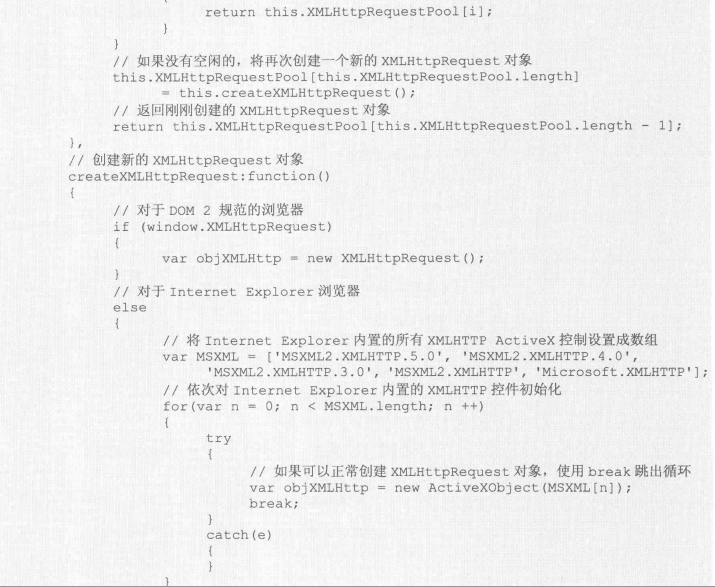 {
return this.XMLHttpRequestPool[i];
}
}
// 如果没有空闲的，将再次创建一个新的 XMLHttpRequest 对象
this.XMLHttpRequestPool[this.XMLHttpRequestPool.length]
= this.createXMLHttpRequest();
// 返回刚刚创建的 XMLHttpRequest 对象
return this.XMLHttpRequestPool[this.XMLHttpRequestPool.length - 1];
},
// 创建新的 XMLHttpRequest 对象
createXMLHttpRequest:function()
{
// 对于 DOM 2 规范的浏览器
if (window.XMLHttpRequest)
{
var objXMLHttp = new XMLHttpRequest();
}
// 对于 Internet Explorer 浏览器
else
{
// 将 Internet Explorer 内置的所有 XMLHTTP ActiveX 控制设置成数组
var MSXML = ['MSXML2.XMLHTTP.5.0', 'MSXML2.XMLHTTP.4.0',
'MSXML2.XMLHTTP.3.0', 'MSXML2.XMLHTTP', 'Microsoft.XMLHTTP'];
// 依次对 Internet Explorer 内置的 XMLHTTP 控件初始化
for(var n = 0; n < MSXML.length; n ++)
{
try
{
// 如果可以正常创建 XMLHttpRequest 对象，使用 break 跳出循环
var objXMLHttp = new ActiveXObject(MSXML[n]);
break;
}
catch(e)
{
}
}